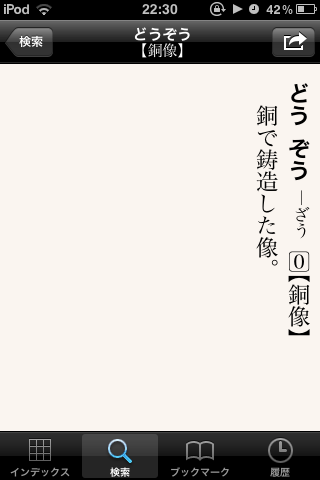 iPod 22:30 42%
検索
どうぞう
【銅像】
どう ぞう ―ざう 0【銅像】
銅で鋳造した像。
インデックス 検索 ブックマーク 履歴